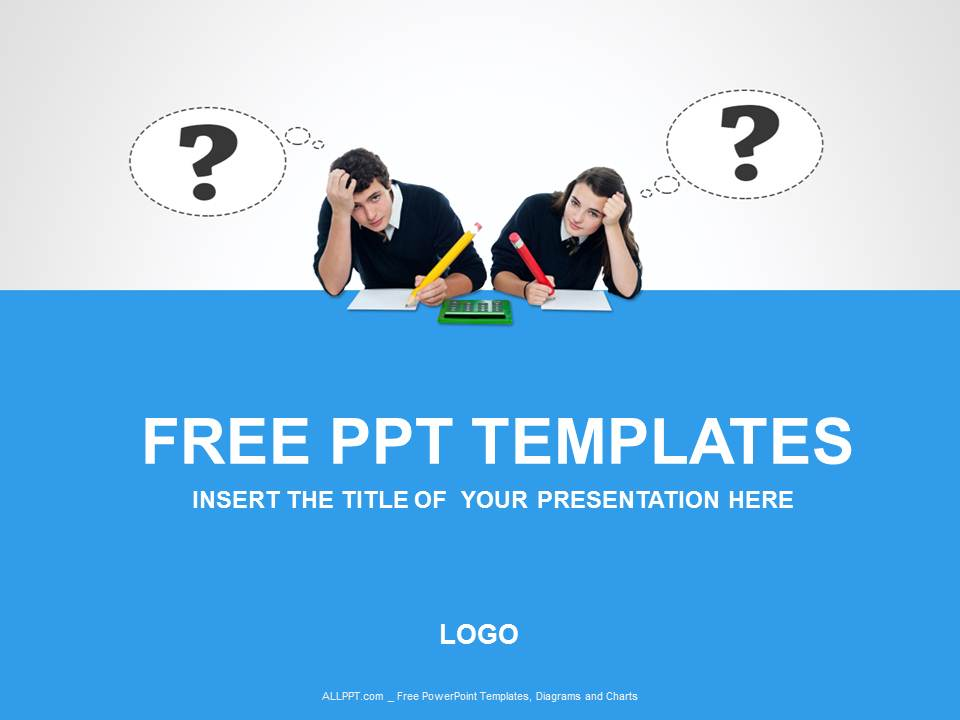 ? ?
FREE PPT TEMPLATES
INSERT THE TITLE OF  YOUR PRESENTATION HERE
LOGO
ALLPPT.com _ Free PowerPoint Templates, Diagrams and Charts